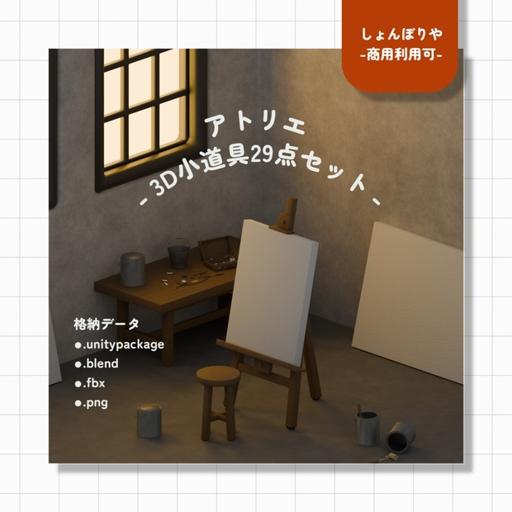 しょんぼりや
-商用利用可-
アトリエ
- 3D小道具29点セット -
格納データ
●.unitypackage
●.blend
●.fbx
●.png